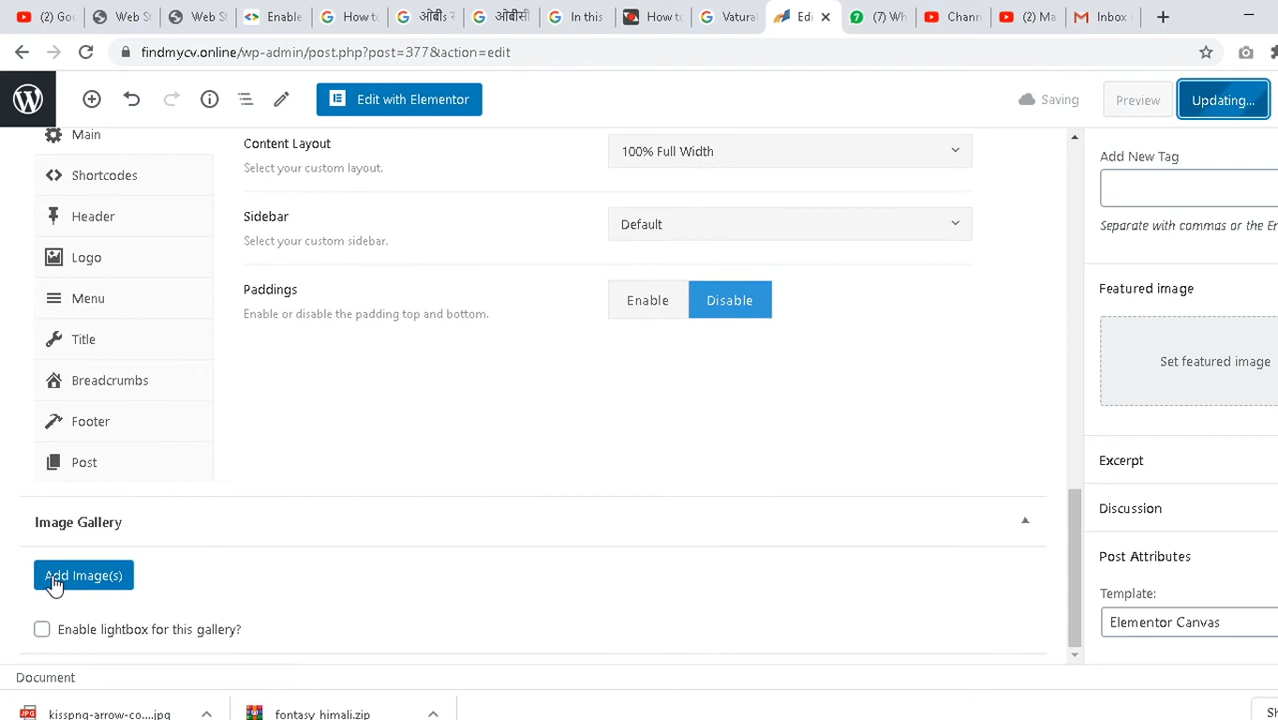 Goo
Web S
Web S
Enable
How to
ओबीसी
In this
How to
Vatura
Edi
(7) Wh
Chann
(2) Ma
Inbox
findmycv.online/wp-admin/post.php?post=377&action=edit
Edit with Elementor
Saving
Preview
Updating...
Main
Shortcodes
Header
Logo
Menu
Title
Breadcrumbs
Footer
Post
Content Layout
Select your custom layout.
100% Full Width
Sidebar
Select your custom sidebar.
Default
Paddings
Enable or disable the padding top and bottom.
Enable
Disable
Add New Tag
Separate with commas or the En
Featured image
Set featured image
Excerpt
Discussion
Post Attributes
Template:
Elementor Canvas
Image Gallery
Add Image(s)
Enable lightbox for this gallery?
Document
kisspng-arrow-co....jpg
fontasy_himali.zip